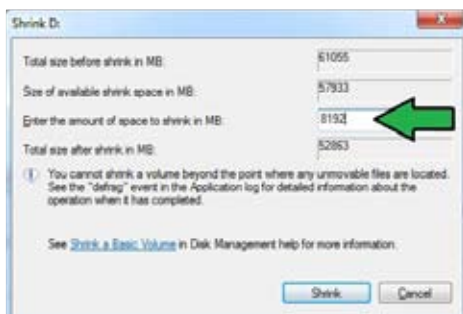 Shrink D:
Total size before shrink in MB: 61055
Size of available shrink space in MB: 57933
Enter the amount of space to shrink in MB: 8192
Total size after shrink in MB: 52863
You cannot shrink a volume beyond the point where any unmovable files are located.
See the "defrag" event in the Application log for detailed information about the
operation when it has completed.
See Shrink a Basic Volume in Disk Management help for more information.
Shrink Cancel